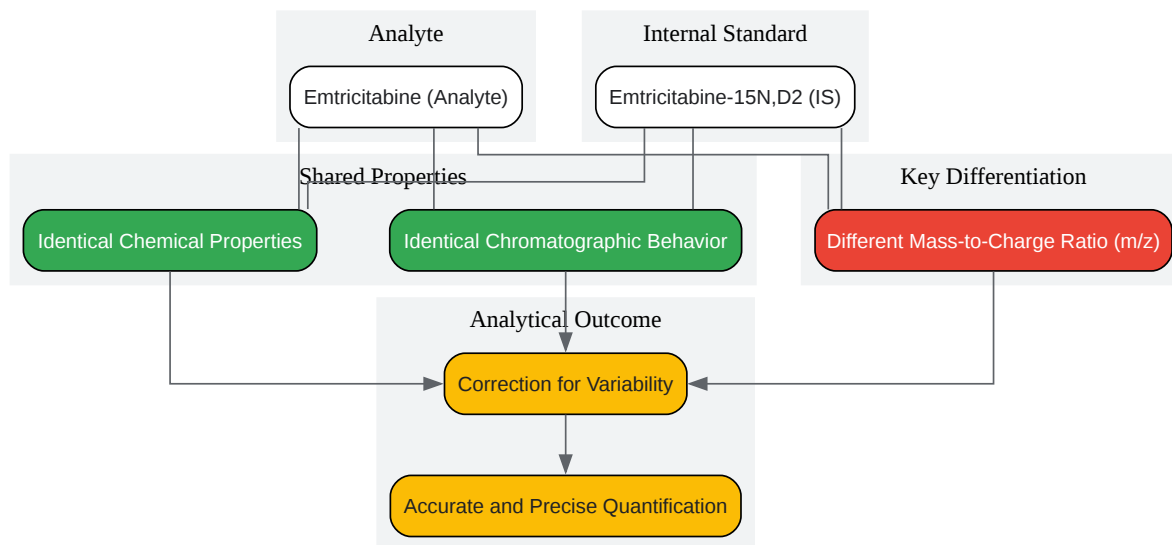 Analyte
Internal Standard
Emtricitabine (Analyte)
Emtricitabine-15N,D2 (IS)
Shared Properties
Key Differentiation
Identical Chemical Properties
Identical Chromatographic Behavior
Different Mass-to-Charge Ratio (m/z)
Analytical Outcome
Correction for Variability
Accurate and Precise Quantification